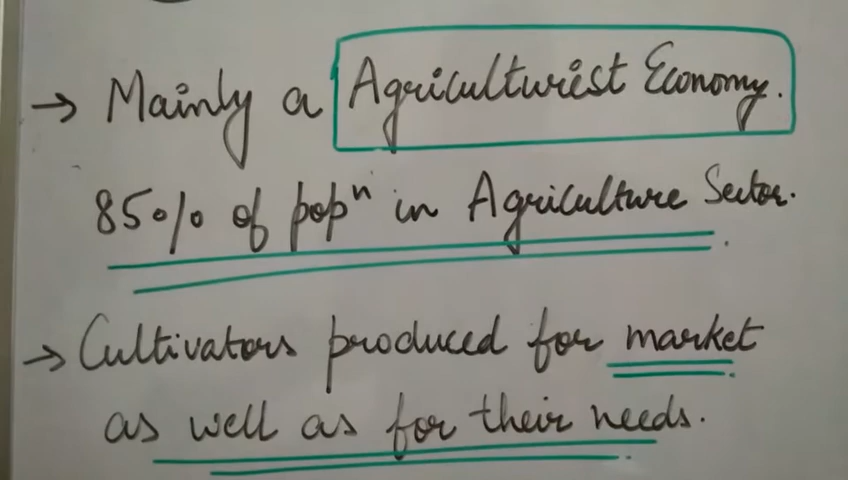 → Mainly a Agriculturist Economy.
85% of popⁿ in Agriculture Sector.
→ Cultivators produced for market
as well as for their needs.